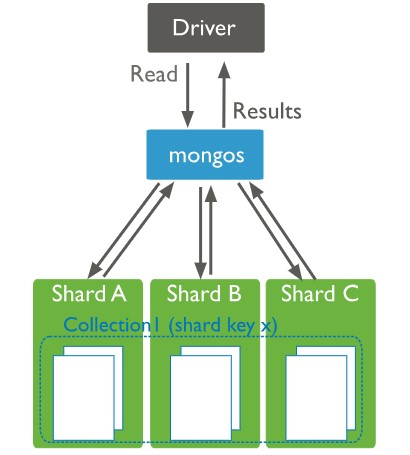 Driver
Read
Results
mongos
Shard A Shard B Shard C
Collection1 (shard key x)